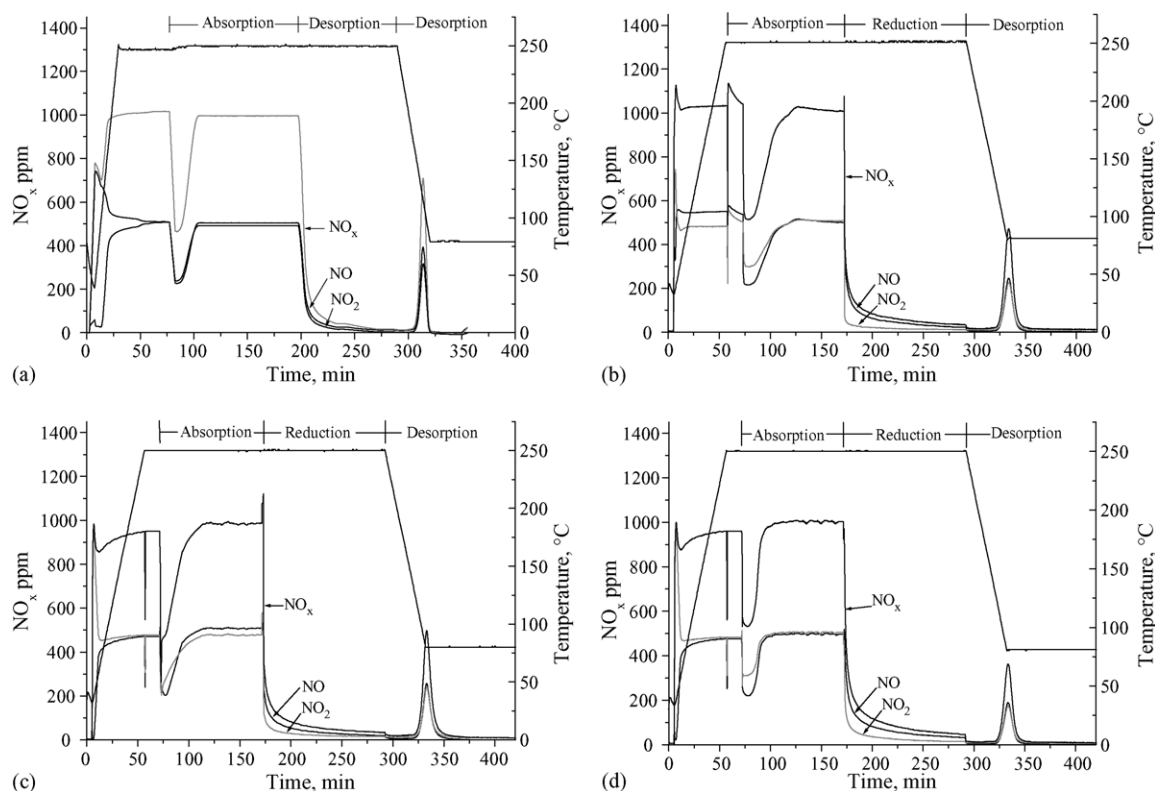 Absorption Desorption Desorption
1400 1200 1000 800 600 400 200 0
NOx ppm
250 200 150 100 50 0
Temperature, °C
NOx
NO
NO2
0 50 100 150 200 250 300 350 400
(a) Time, min
Absorption Reduction Desorption
1400 1200 1000 800 600 400 200 0
NOx ppm
250 200 150 100 50 0
Temperature, °C
NOx
NO
NO2
0 50 100 150 200 250 300 350 400
(b) Time, min
Absorption Reduction Desorption
1400 1200 1000 800 600 400 200 0
NOx ppm
250 200 150 100 50 0
Temperature, °C
NOx
NO
NO2
0 50 100 150 200 250 300 350 400
(c) Time, min
Absorption Reduction Desorption
1400 1200 1000 800 600 400 200 0
NOx ppm
250 200 150 100 50 0
Temperature, °C
NOx
NO
NO2
0 50 100 150 200 250 300 350 400
(d) Time, min